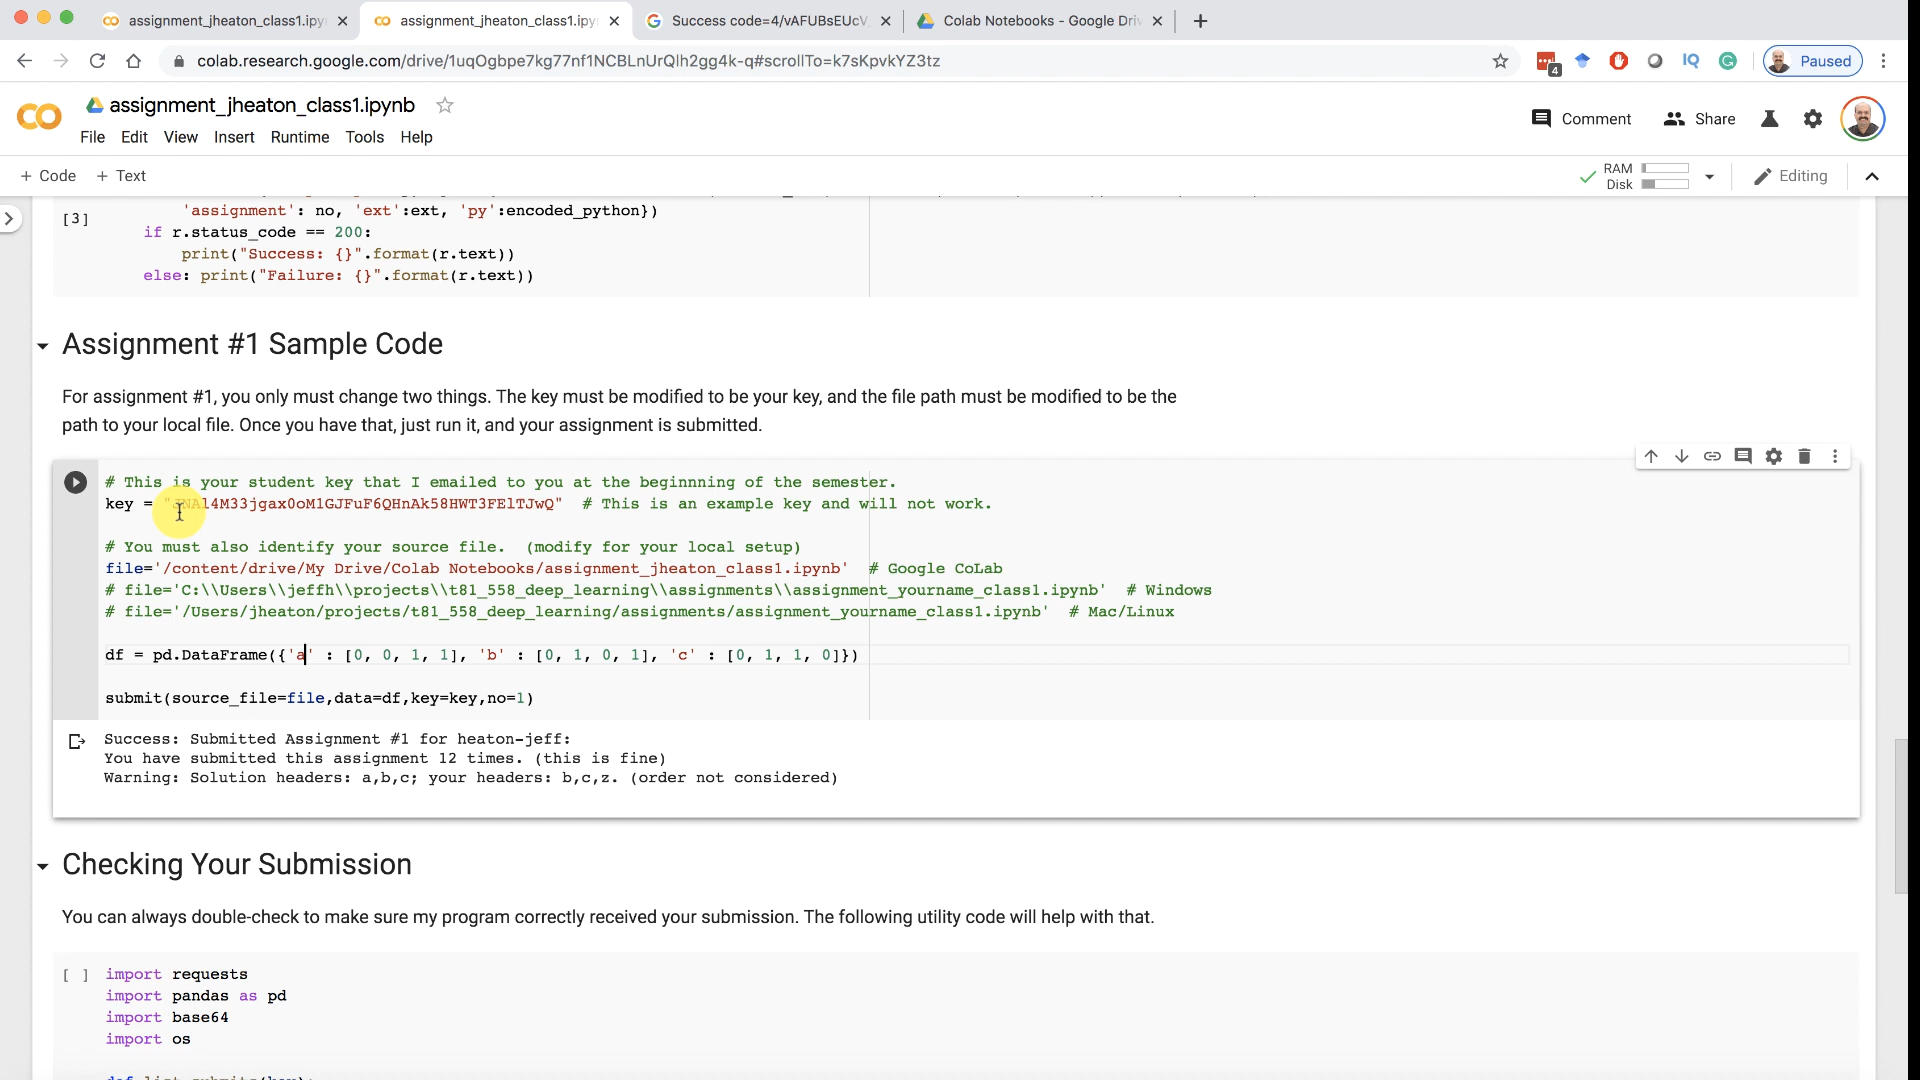 assignment_jheaton_class1.ipy
assignment_jheaton_class1.ipy
Success code=4/vAFUBsEUcV
Colab Notebooks - Google Driv
colab.research.google.com/drive/1uqOgbpe7kg77nf1NCBLnUrQlh2gg4k-q#scrollTo=k7sKpvkYZ3tz
4
IQ
Paused
assignment_jheaton_class1.ipynb
File Edit View Insert Runtime Tools Help
Comment
Share
+ Code + Text
RAM
Disk
Editing
[3]
'assignment': no, 'ext':ext, 'py':encoded_python})
if r.status_code == 200:
print("Success: {}".format(r.text))
else: print("Failure: {}".format(r.text))
Assignment #1 Sample Code
For assignment #1, you only must change two things. The key must be modified to be your key, and the file path must be modified to be the
path to your local file. Once you have that, just run it, and your assignment is submitted.
# This is your student key that I emailed to you at the beginnning of the semester.
key = "JNAl4M33jgax0oM1GJFuF6QHnAk58HWT3FElTJwQ" # This is an example key and will not work.
# You must also identify your source file. (modify for your local setup)
file='/content/drive/My Drive/Colab Notebooks/assignment_jheaton_class1.ipynb' # Google CoLab
# file='C:\\Users\\jeffh\\projects\\t81_558_deep_learning\\assignments\\assignment_yourname_class1.ipynb' # Windows
# file='/Users/jheaton/projects/t81_558_deep_learning/assignments/assignment_yourname_class1.ipynb' # Mac/Linux
df = pd.DataFrame({'a' : [0, 0, 1, 1], 'b' : [0, 1, 0, 1], 'c' : [0, 1, 1, 0]})
submit(source_file=file,data=df,key=key,no=1)
Success: Submitted Assignment #1 for heaton-jeff:
You have submitted this assignment 12 times. (this is fine)
Warning: Solution headers: a,b,c; your headers: b,c,z. (order not considered)
Checking Your Submission
You can always double-check to make sure my program correctly received your submission. The following utility code will help with that.
[ ] import requests
import pandas as pd
import base64
import os